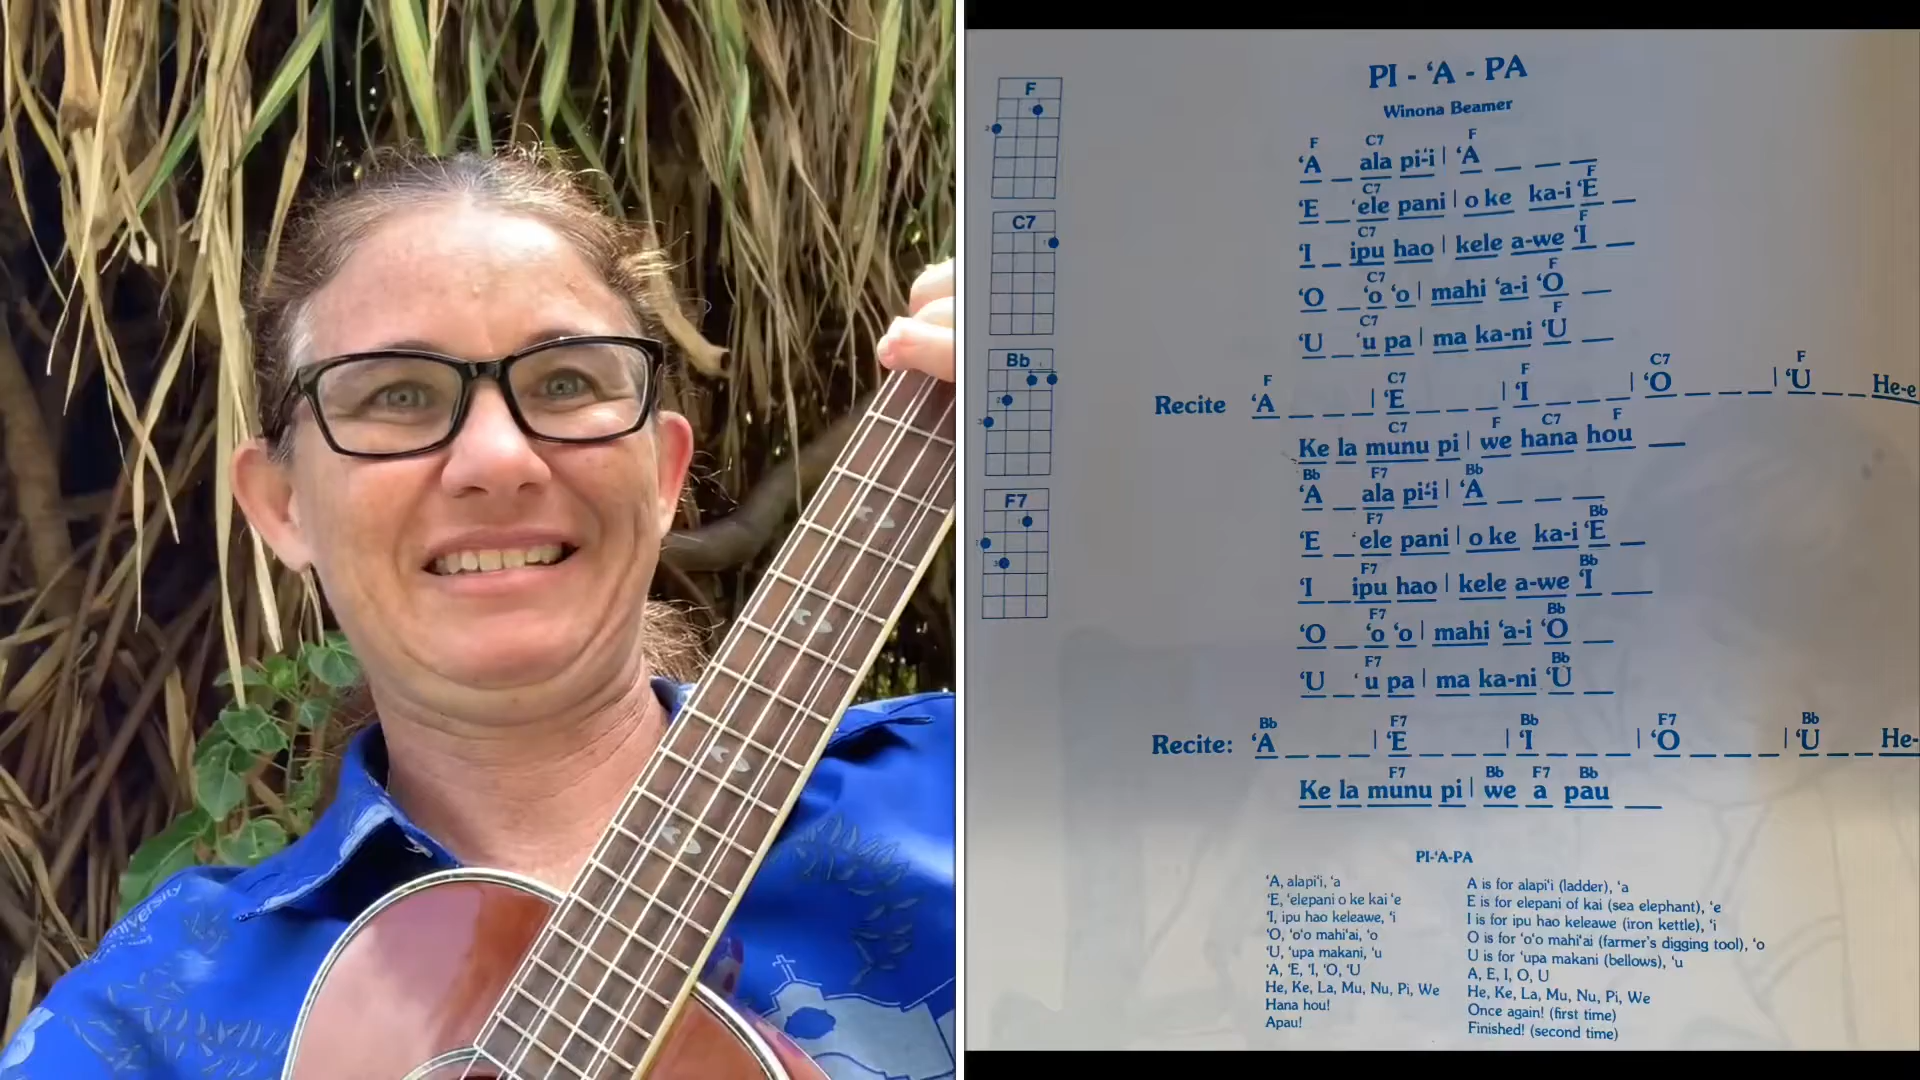 iversity
F
C7
Bb
F7
PI - ‘A - PA
Winona Beamer
F C7 F
‘A _ ala pi-‘i | ‘A _ _ _
C7 F
‘E _ ‘ele pani | o ke ka-i ‘E _
C7 F
‘I _ ipu hao | kele a-we ‘I _
C7 F
‘O _ ‘o ‘o | mahi ‘a-i ‘O _
C7 F
‘U _ ‘u pa | ma ka-ni ‘U _
F C7 F C7 F
Recite ‘A _ _ _ | ‘E _ _ _ | ‘I _ _ _ | ‘O _ _ _ | ‘U _ _ He-e
C7 F C7 F
Ke la munu pi | we hana hou _
Bb F7 Bb
‘A _ ala pi-‘i | ‘A _ _ _
F7 Bb
‘E _ ‘ele pani | o ke ka-i ‘E _
F7 Bb
‘I _ ipu hao | kele a-we ‘I _
F7 Bb
‘O _ ‘o ‘o | mahi ‘a-i ‘O _
F7 Bb
‘U _ ‘u pa | ma ka-ni ‘U _
Bb F7 Bb F7 Bb
Recite: ‘A _ _ _ | ‘E _ _ _ | ‘I _ _ _ | ‘O _ _ _ | ‘U _ _ He-
F7 Bb F7 Bb
Ke la munu pi | we a pau _
PI-‘A-PA
‘A, alapi‘i, ‘a
‘E, ‘elepani o ke kai ‘e
‘I, ipu hao keleawe, ‘i
‘O, ‘o‘o mahi‘ai, ‘o
‘U, ‘upa makani, ‘u
‘A, ‘E, ‘I, ‘O, ‘U
He, Ke, La, Mu, Nu, Pi, We
Hana hou!
Apau!
A is for alapi‘i (ladder), ‘a
E is for elepani of kai (sea elephant), ‘e
I is for ipu hao keleawe (iron kettle), ‘i
O is for ‘o‘o mahi‘ai (farmer's digging tool), ‘o
U is for ‘upa makani (bellows), ‘u
A, E, I, O, U
He, Ke, La, Mu, Nu, Pi, We
Once again! (first time)
Finished! (second time)